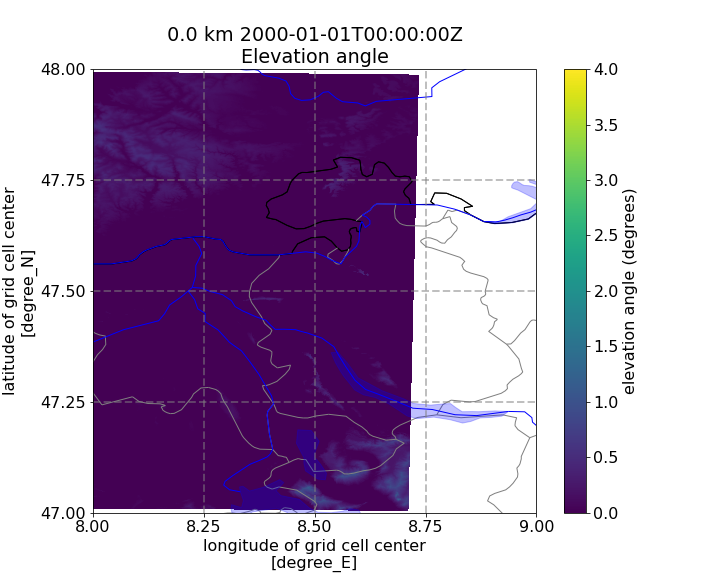 0.0 km 2000-01-01T00:00:00Z
Elevation angle
48.00
47.75
47.50
47.25
47.00
8.00
8.25
8.50
8.75
9.00
latitude of grid cell center
[degree_N]
longitude of grid cell center
[degree_E]
4.0
3.5
3.0
2.5
2.0
1.5
1.0
0.5
0.0
elevation angle (degrees)